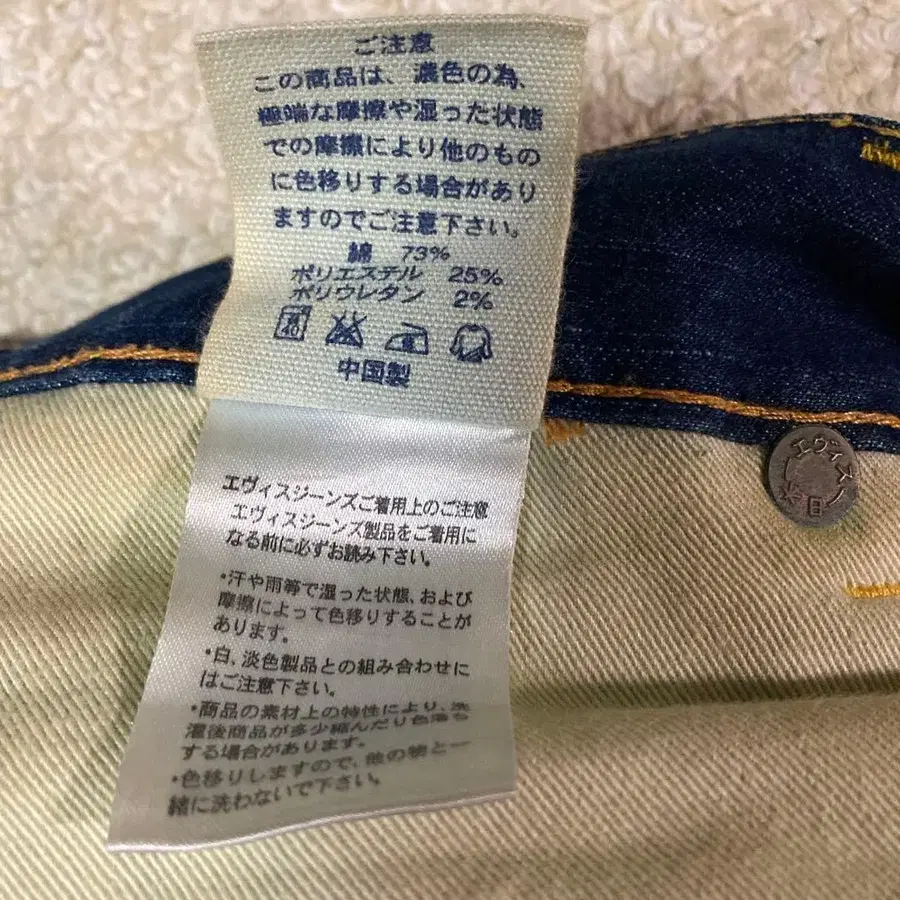 ご注意
この商品は、濃色の為、
極端な摩擦や湿った状態
での摩擦により他のもの
に色移りする場合があり
ますのでご注意下さい。
綿 73%
ポリエステル 25%
ポリウレタン 2%
40
中国製
エヴィスジーンズご着用上のご注意
エヴィスジーンズ製品をご着用に
なる前に必ずお読み下さい。
・汗や雨等で湿った状態、および
摩擦によって色移りすることが
あります。
・白、淡色製品との組み合わせに
はご注意下さい。
・商品の素材上の特性により、洗
濯後商品が多少縮んだり色落ち
する場合があります。
・色移りしますので、他の物と一
緒に洗わないで下さい。
エヴィスノ